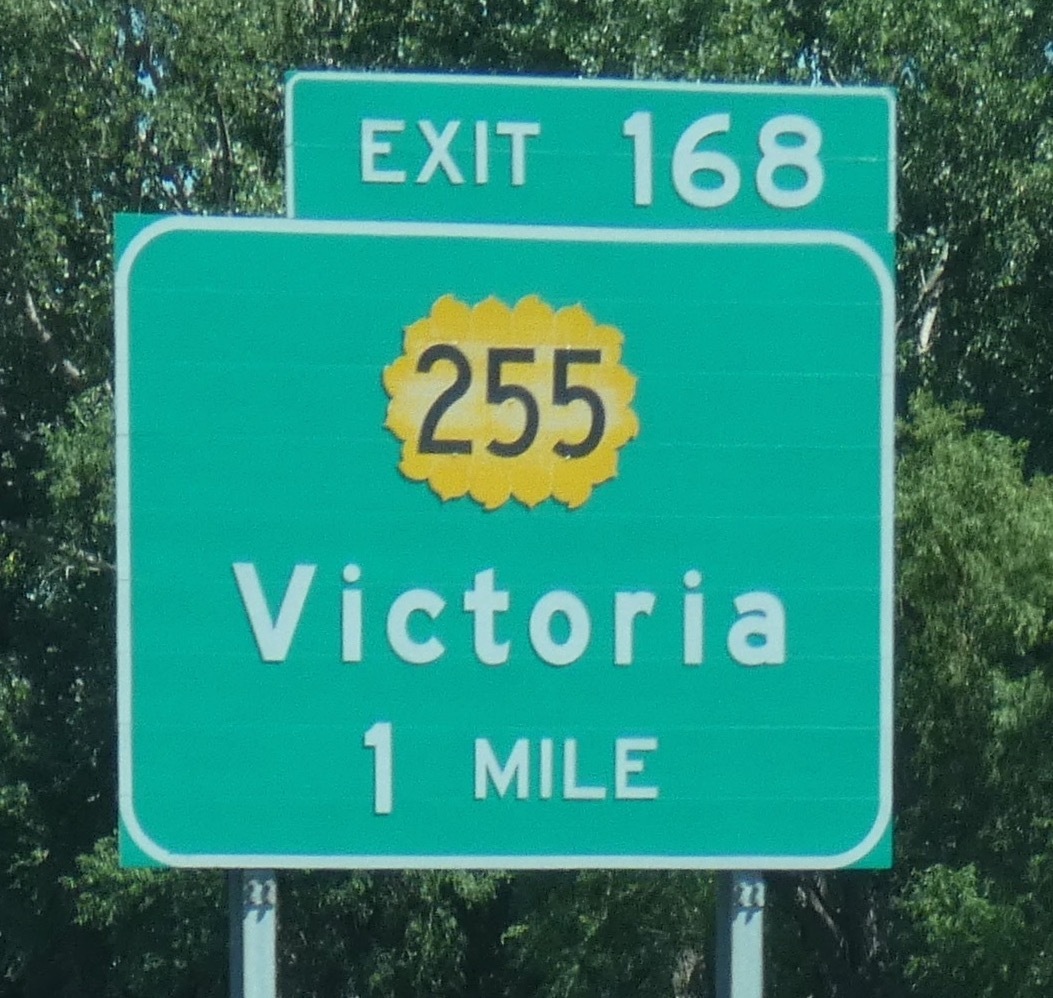 EXIT 168
255
Victoria
1 MILE